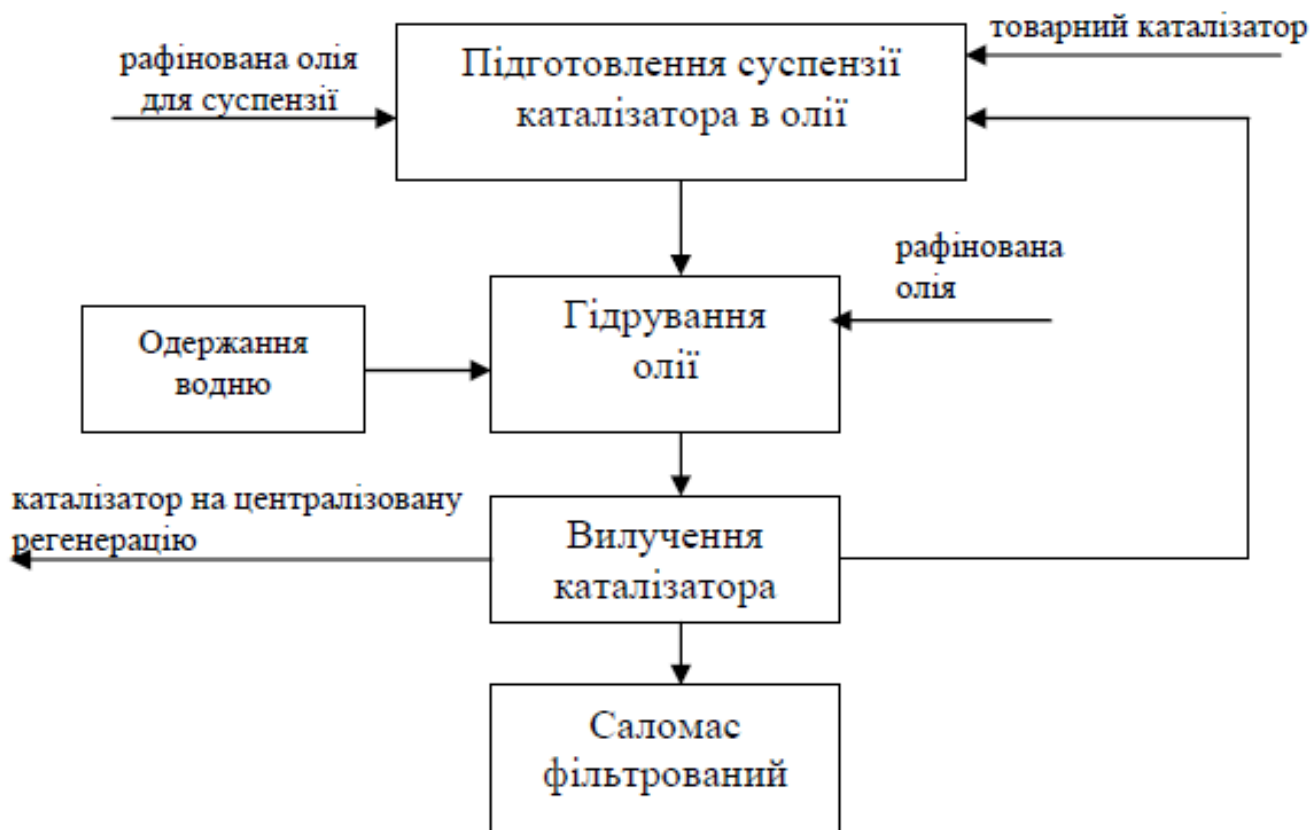 товарний каталізатор
рафінована олія
для суспензії
Підготовлення суспензії
каталізатора в олії
рафінована
олія
Гідрування
олії
Одержання
водню
каталізатор на централізовану
регенерацію
Вилучення
каталізатора
Саломас
фільтрований